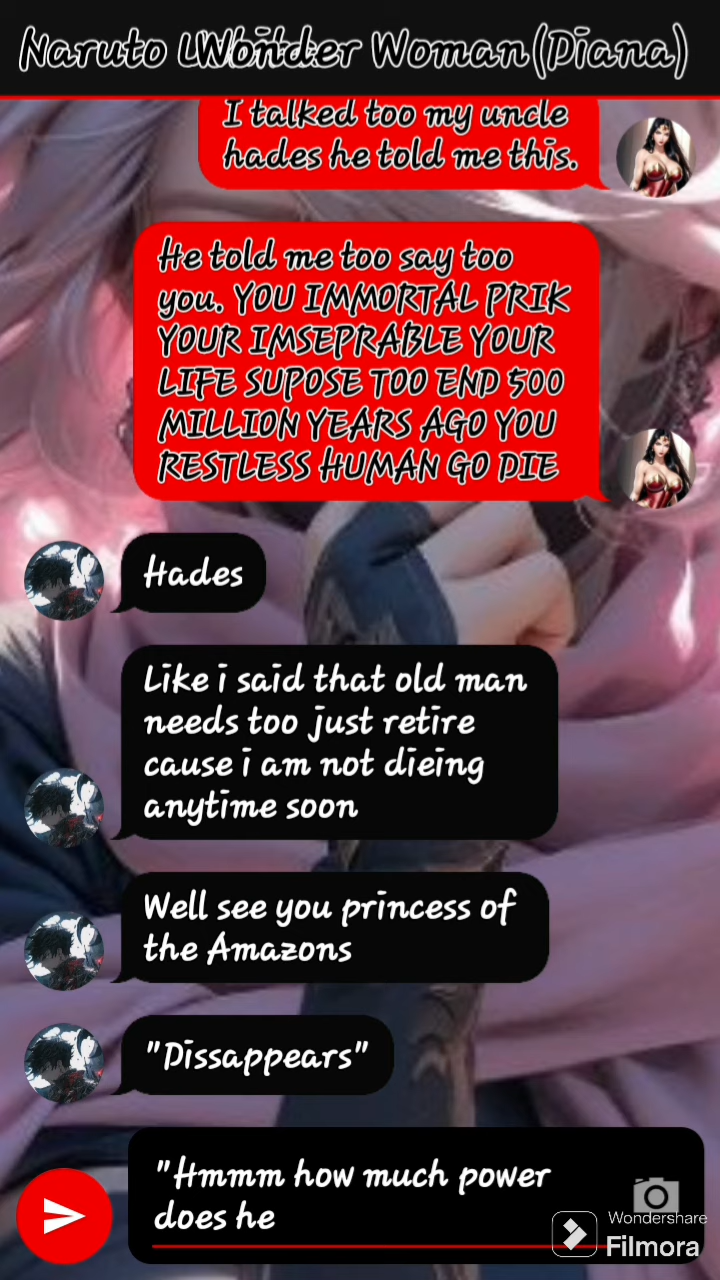 Naruto Wonder Woman(Diana)
I talked too my uncle
hades he told me this.
He told me too say too
you. YOU IMMORTAL PRIK
YOUR IMSEPRABLE YOUR
LIFE SUPOSE TOO END 500
MILLION YEARS AGO YOU
RESTLESS HUMAN GO DIE
Hades
Like i said that old man
needs too just retire
cause i am not dieing
anytime soon
Well see you princess of
the Amazons
"Dissappears"
"Hmmm how much power
does he
Wondershare
Filmora